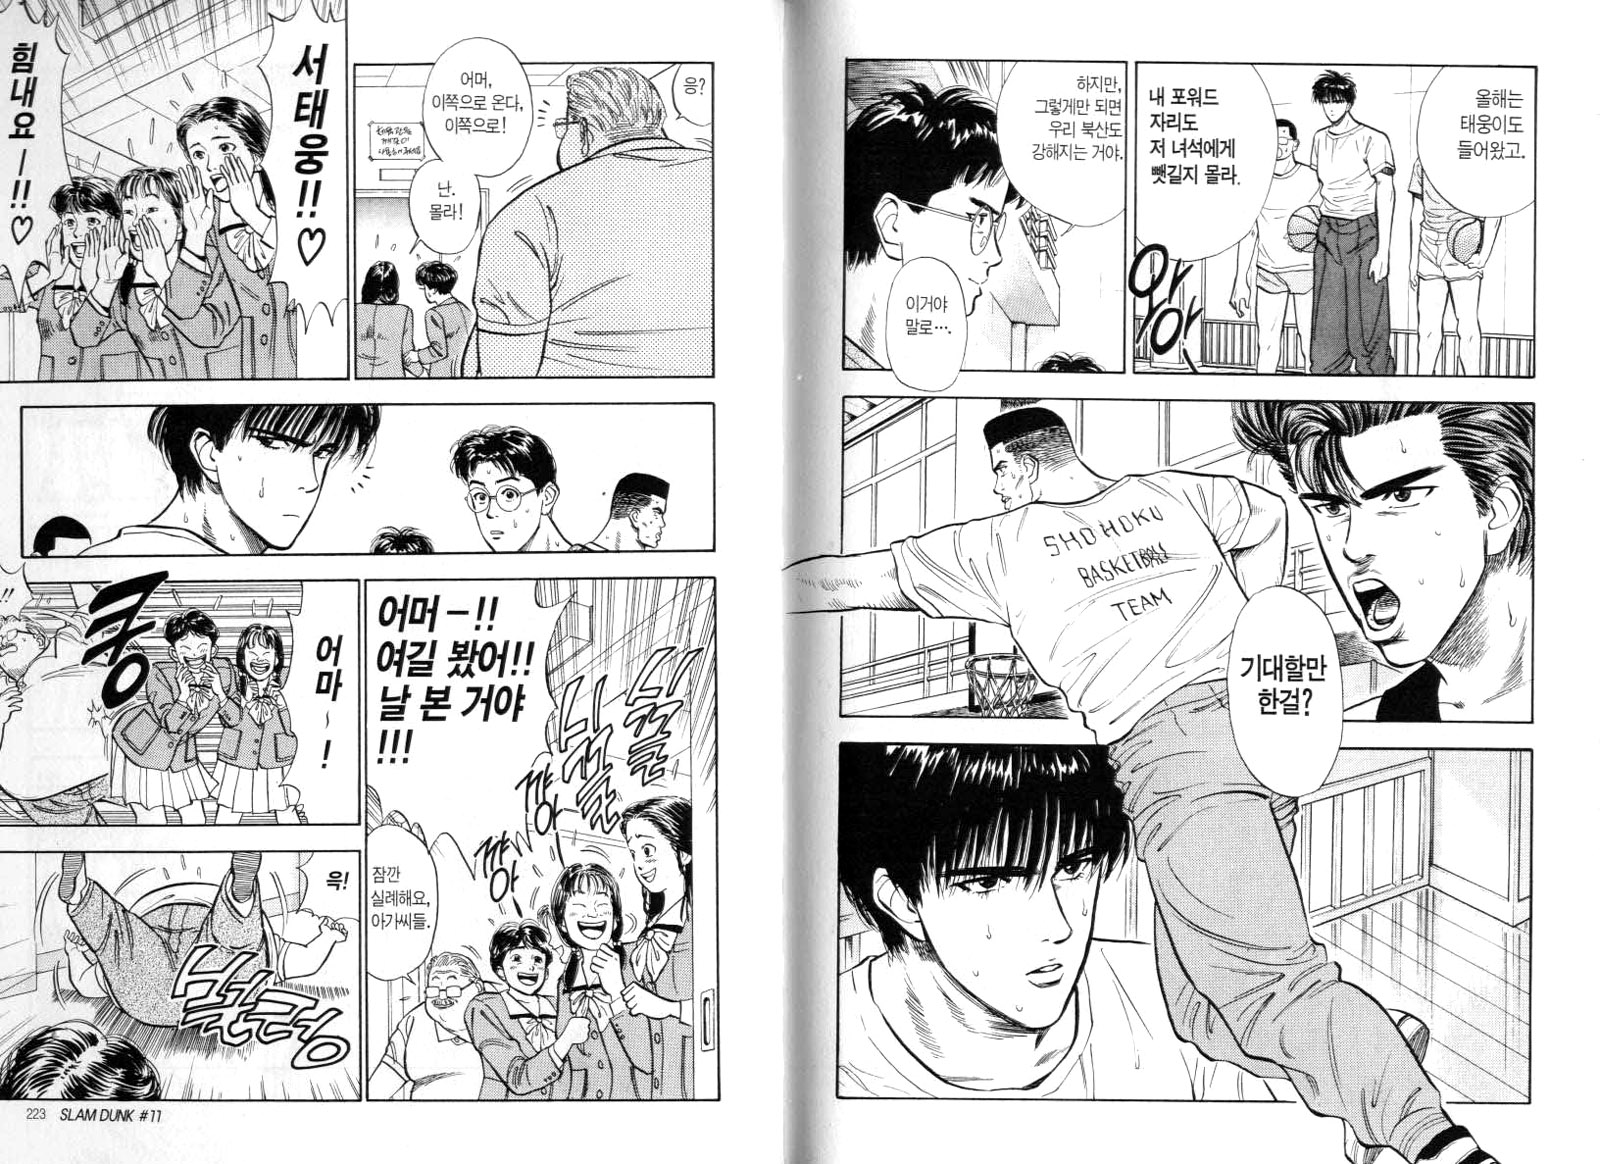 올해는
태웅이도
들어왔고.
내 포워드
자리도
저 녀석에게
뺏길지 몰라.
와아
하지만,
그렇게만 되면
우리 북산도
강해지는 거야.
이거야
말로….
SHOHOKU
BASKETBALL
TEAM
기대할만
한걸?
응?
어머,
이쪽으로 온다,
이쪽으로!
난.
몰라!
서태웅!!♡
힘내요ー!!♡
어머ー!!
여길 봤어!!
날 본 거야
!!!
꺄아
꺄아
잠깐
실례해요,
아가씨들.
어마~!
쿵
!!
윽!
벌러덩
223 SLAM DUNK #11